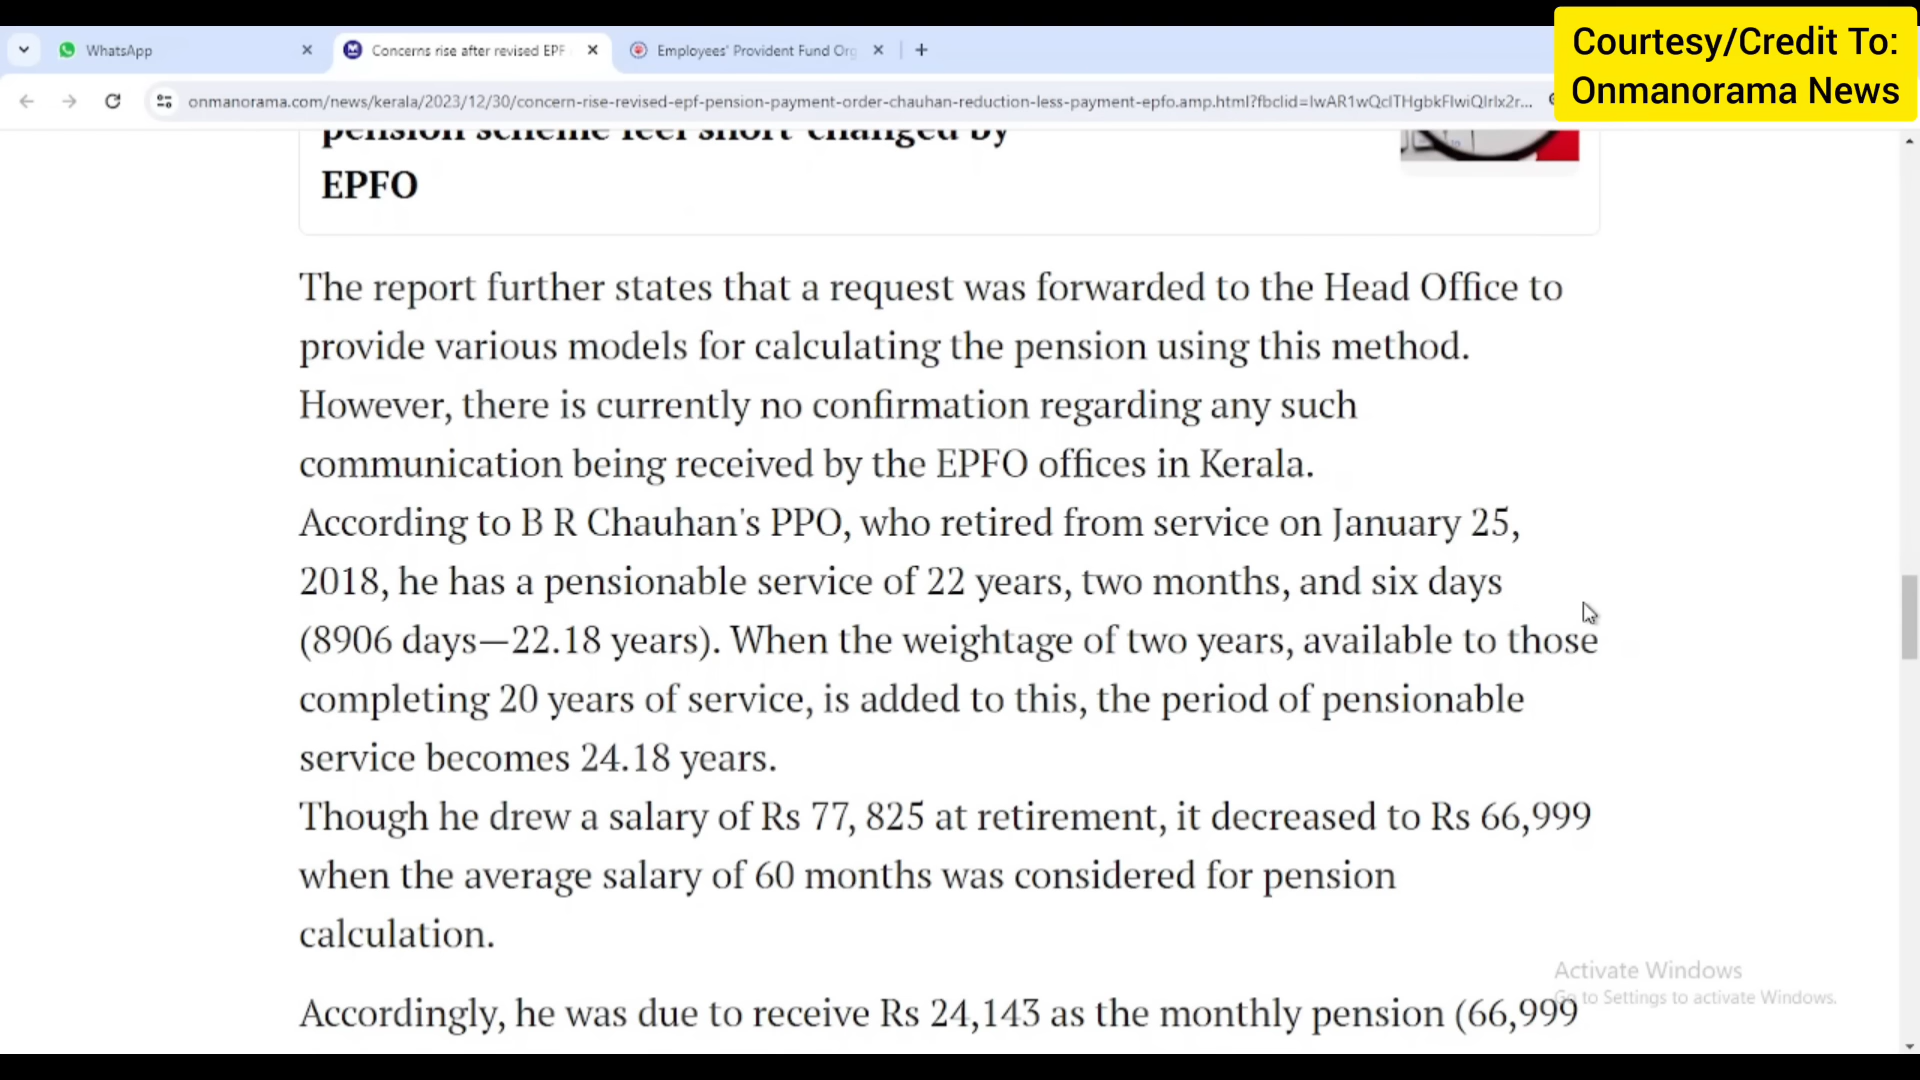 WhatsApp
Concerns rise after revised EPF
Employees' Provident Fund Org
Courtesy/Credit To:
Onmanorama News
onmanorama.com/news/kerala/2023/12/30/concern-rise-revised-epf-pension-payment-order-chauhan-reduction-less-payment-epfo.amp.html?fbclid=IwAR1wQclTHgbkFlwiQlrlx2r...
pension scheme feel short-changed by
EPFO
The report further states that a request was forwarded to the Head Office to
provide various models for calculating the pension using this method.
However, there is currently no confirmation regarding any such
communication being received by the EPFO offices in Kerala.
According to B R Chauhan's PPO, who retired from service on January 25,
2018, he has a pensionable service of 22 years, two months, and six days
(8906 days—22.18 years). When the weightage of two years, available to those
completing 20 years of service, is added to this, the period of pensionable
service becomes 24.18 years.
Though he drew a salary of Rs 77, 825 at retirement, it decreased to Rs 66,999
when the average salary of 60 months was considered for pension
calculation.
Accordingly, he was due to receive Rs 24,143 as the monthly pension (66,999
Activate Windows
Go to Settings to activate Windows.